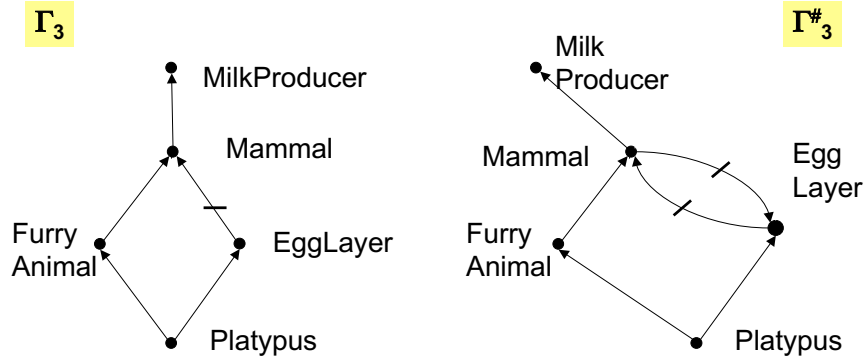 Γ3
MilkProducer
Mammal
Furry
Animal
EggLayer
Platypus
Γ#3
Milk
Producer
Mammal
Egg
Layer
Furry
Animal
Platypus